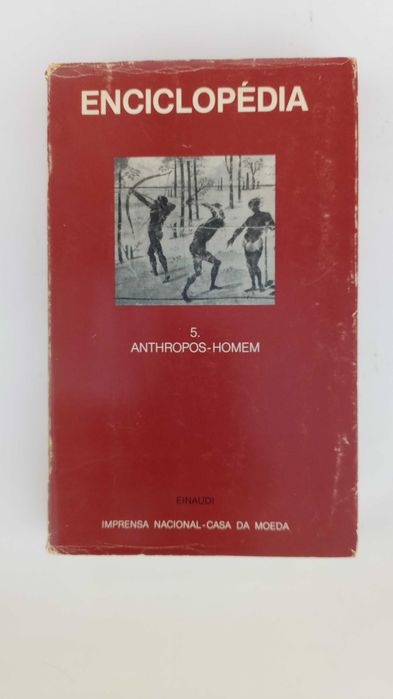 ENCICLOPÉDIA
5.
ANTHROPOS-HOMEM
EINAUDI
IMPRENSA NACIONAL-CASA DA MOEDA